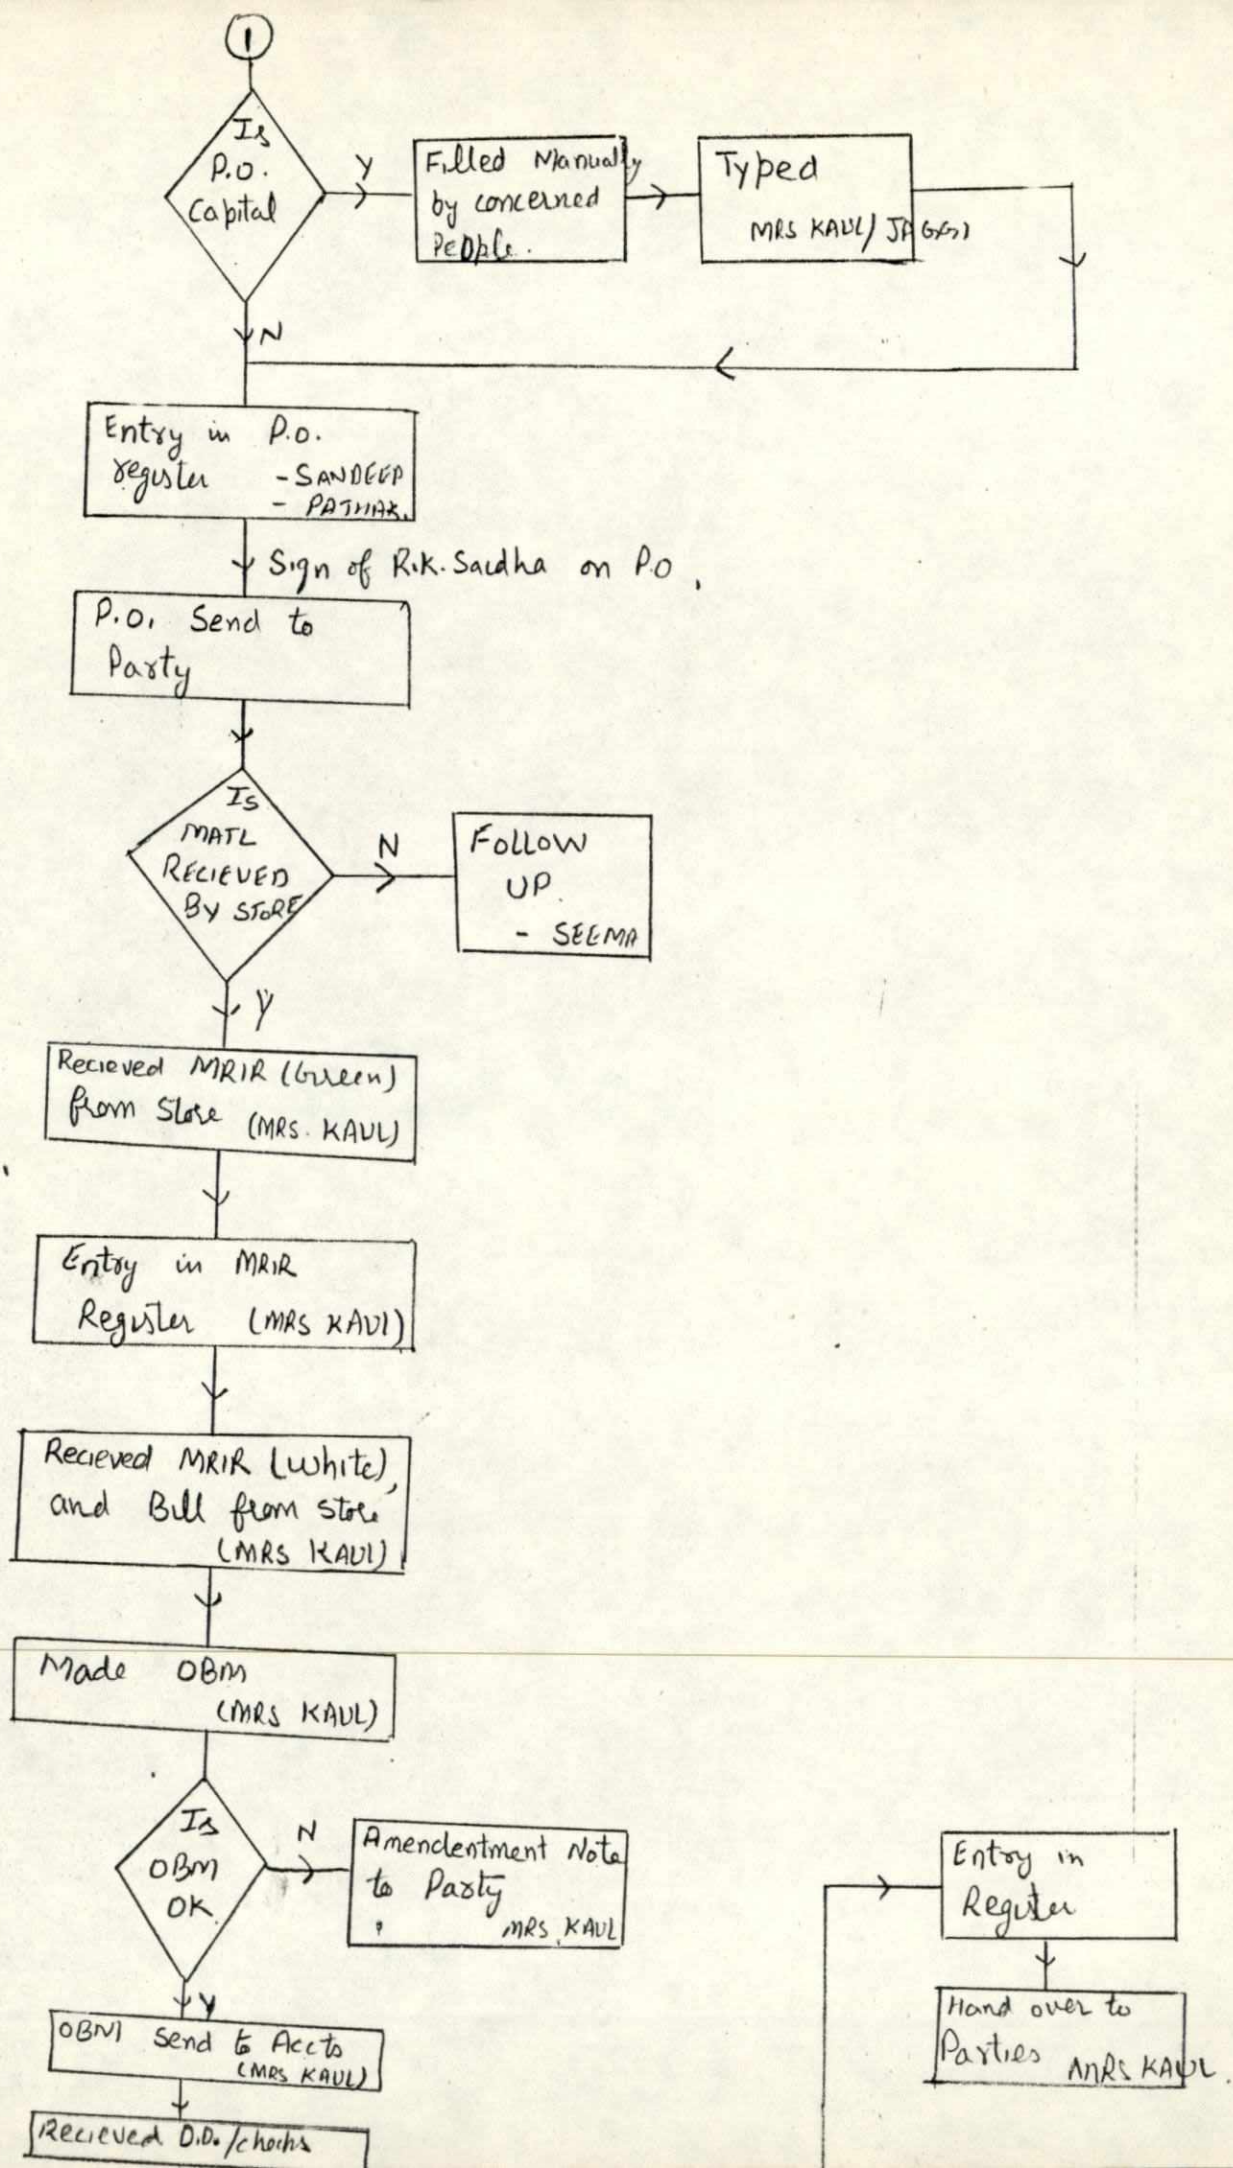 1
Is
P.O.
Capital
Y
Filled Manually
by concerned
People.
Typed
MRS KAUL/ JAGGI
N
Entry in P.O.
register - SANDEEP
- PATHAK.
Sign of R.K. Saidha on P.O.
P.O. Send to
Party
Is
MATL
RECIEVED
BY STORE
N
FOLLOW
UP.
- SEEMA
Y
Recieved MRIR (Green)
from Store (MRS. KAUL)
Entry in MRIR
Register (MRS KAUL)
Recieved MRIR (White),
and Bill from store
(MRS KAUL)
Made OBM
(MRS KAUL)
Is
OBM
OK
N
Amendentment Note
to Party
MRS. KAUL
Y
OBM Send to Accts
(MRS KAUL)
Recieved D.D./checks
Entry in
Register
Hand over to
Parties MRS KAUL.